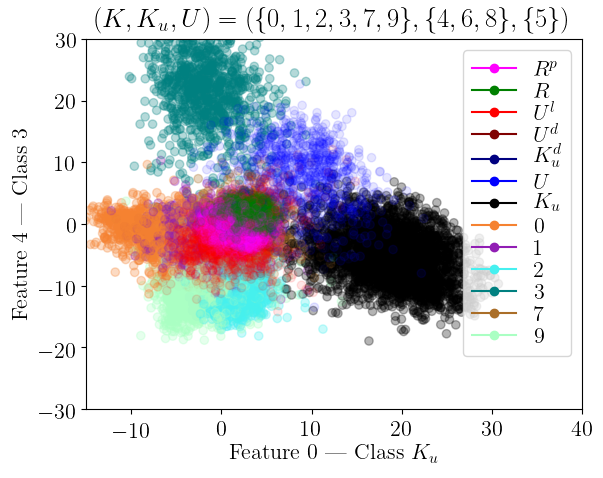 (K, K_u, U) = ({0, 1, 2, 3, 7, 9}, {4, 6, 8}, {5})
30
20
10
0
−10
−20
−30
Feature 4 — Class 3
R^p
R
U^l
U^d
K_u^d
U
K_u
0
1
2
3
7
9
−10
0
10
20
30
40
Feature 0 — Class K_u